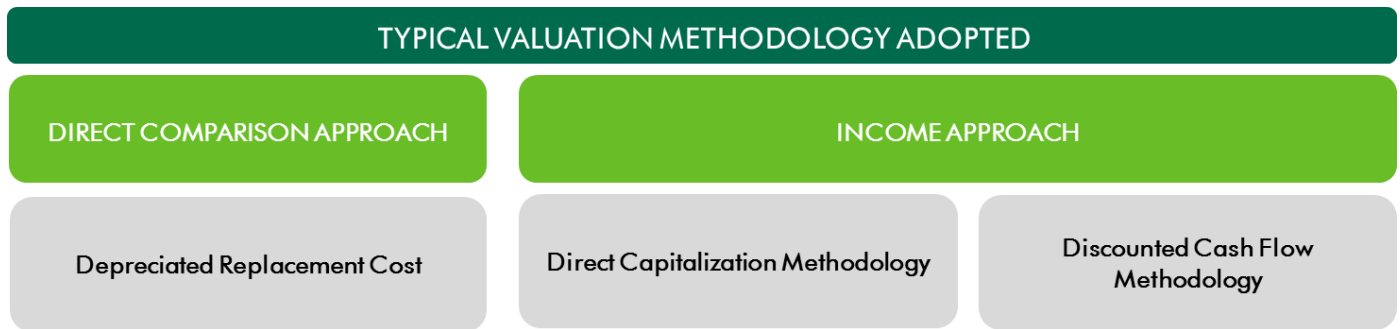 TYPICAL VALUATION METHODOLOGY ADOPTED
DIRECT COMPARISON APPROACH
INCOME APPROACH
Depreciated Replacement Cost
Direct Capitalization Methodology
Discounted Cash Flow
Methodology